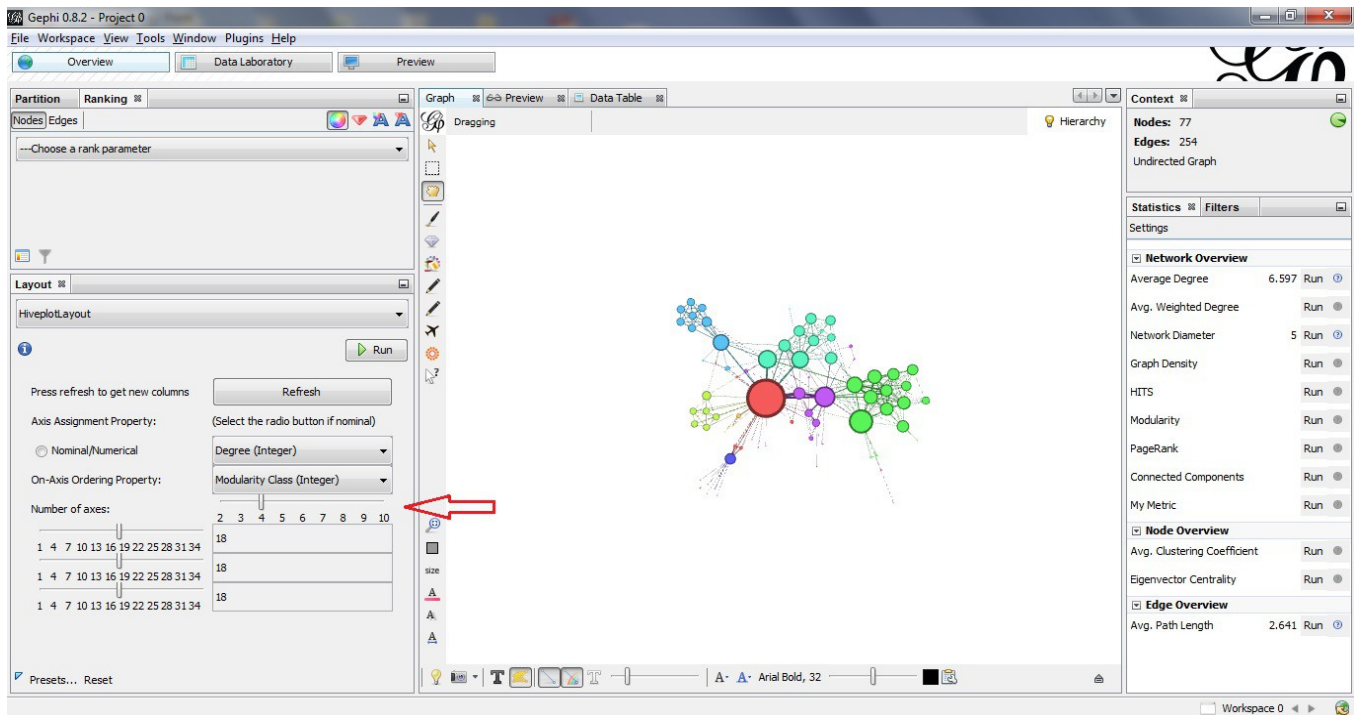 Gephi 0.8.2 - Project 0
File Workspace View Tools Window Plugins Help
Overview Data Laboratory Preview
Partition Ranking
Nodes Edges
---Choose a rank parameter
Layout
HiveplotLayout
Run
Press refresh to get new columns Refresh
Axis Assignment Property: (Select the radio button if nominal)
Nominal/Numerical Degree (Integer)
On-Axis Ordering Property: Modularity Class (Integer)
Number of axes:
2 3 4 5 6 7 8 9 10
1 4 7 10 13 16 19 22 25 28 31 34 18
1 4 7 10 13 16 19 22 25 28 31 34 18
1 4 7 10 13 16 19 22 25 28 31 34 18
Presets... Reset
Graph Preview Data Table
Dragging Hierarchy
size
A
A
A
T T A- A- Arial Bold, 32
Context
Nodes: 77
Edges: 254
Undirected Graph
Statistics Filters
Settings
Network Overview
Average Degree 6.597 Run
Avg. Weighted Degree Run
Network Diameter 5 Run
Graph Density Run
HITS Run
Modularity Run
PageRank Run
Connected Components Run
My Metric Run
Node Overview
Avg. Clustering Coefficient Run
Eigenvector Centrality Run
Edge Overview
Avg. Path Length 2.641 Run
Workspace 0